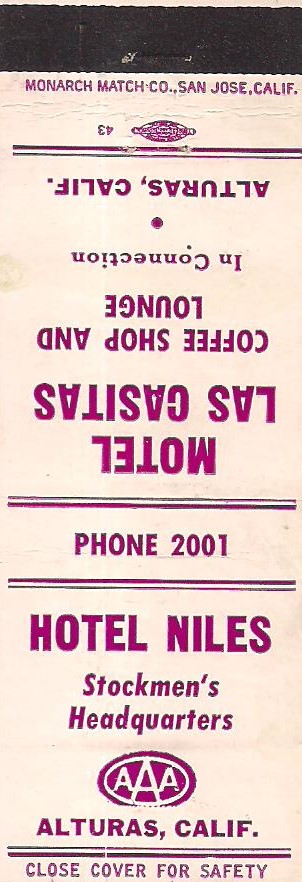 MONARCH MATCH CO., SAN JOSE, CALIF.
43
MOTEL
LAS CASITAS
COFFEE SHOP AND
LOUNGE
In Connection
•
ALTURAS, CALIF.
PHONE 2001
HOTEL NILES
Stockmen's
Headquarters
AAA
ALTURAS, CALIF.
CLOSE COVER FOR SAFETY